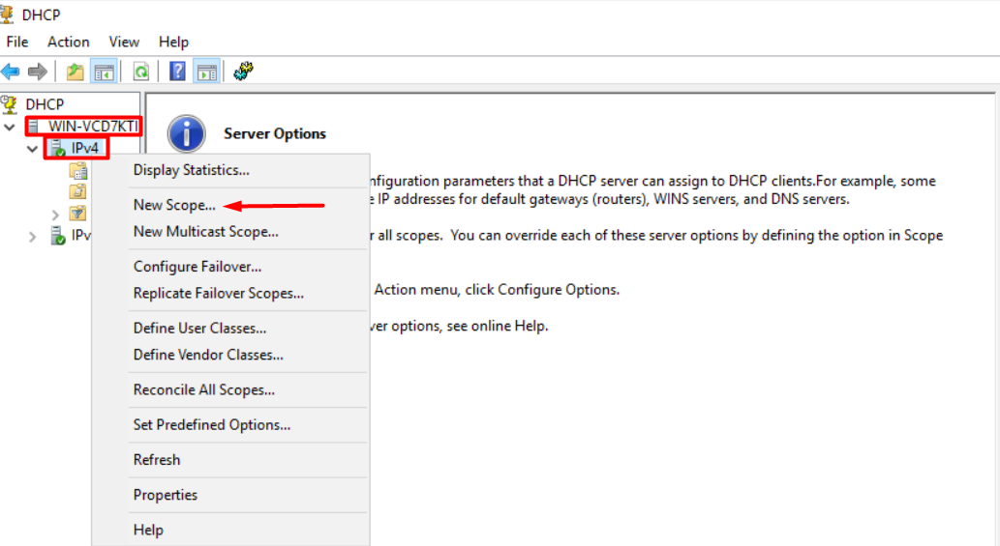 DHCP
File Action View Help
DHCP
WIN-VCD7KTI
IPv4
Server Options
Display Statistics...
nfiguration parameters that a DHCP server can assign to DHCP clients.For example, some
New Scope...
e IP addresses for default gateways (routers), WINS servers, and DNS servers.
New Multicast Scope...
IPv
r all scopes. You can override each of these server options by defining the option in Scope
Configure Failover...
Replicate Failover Scopes...
Action menu, click Configure Options.
Define User Classes...
ver options, see online Help.
Define Vendor Classes...
Reconcile All Scopes...
Set Predefined Options...
Refresh
Properties
Help